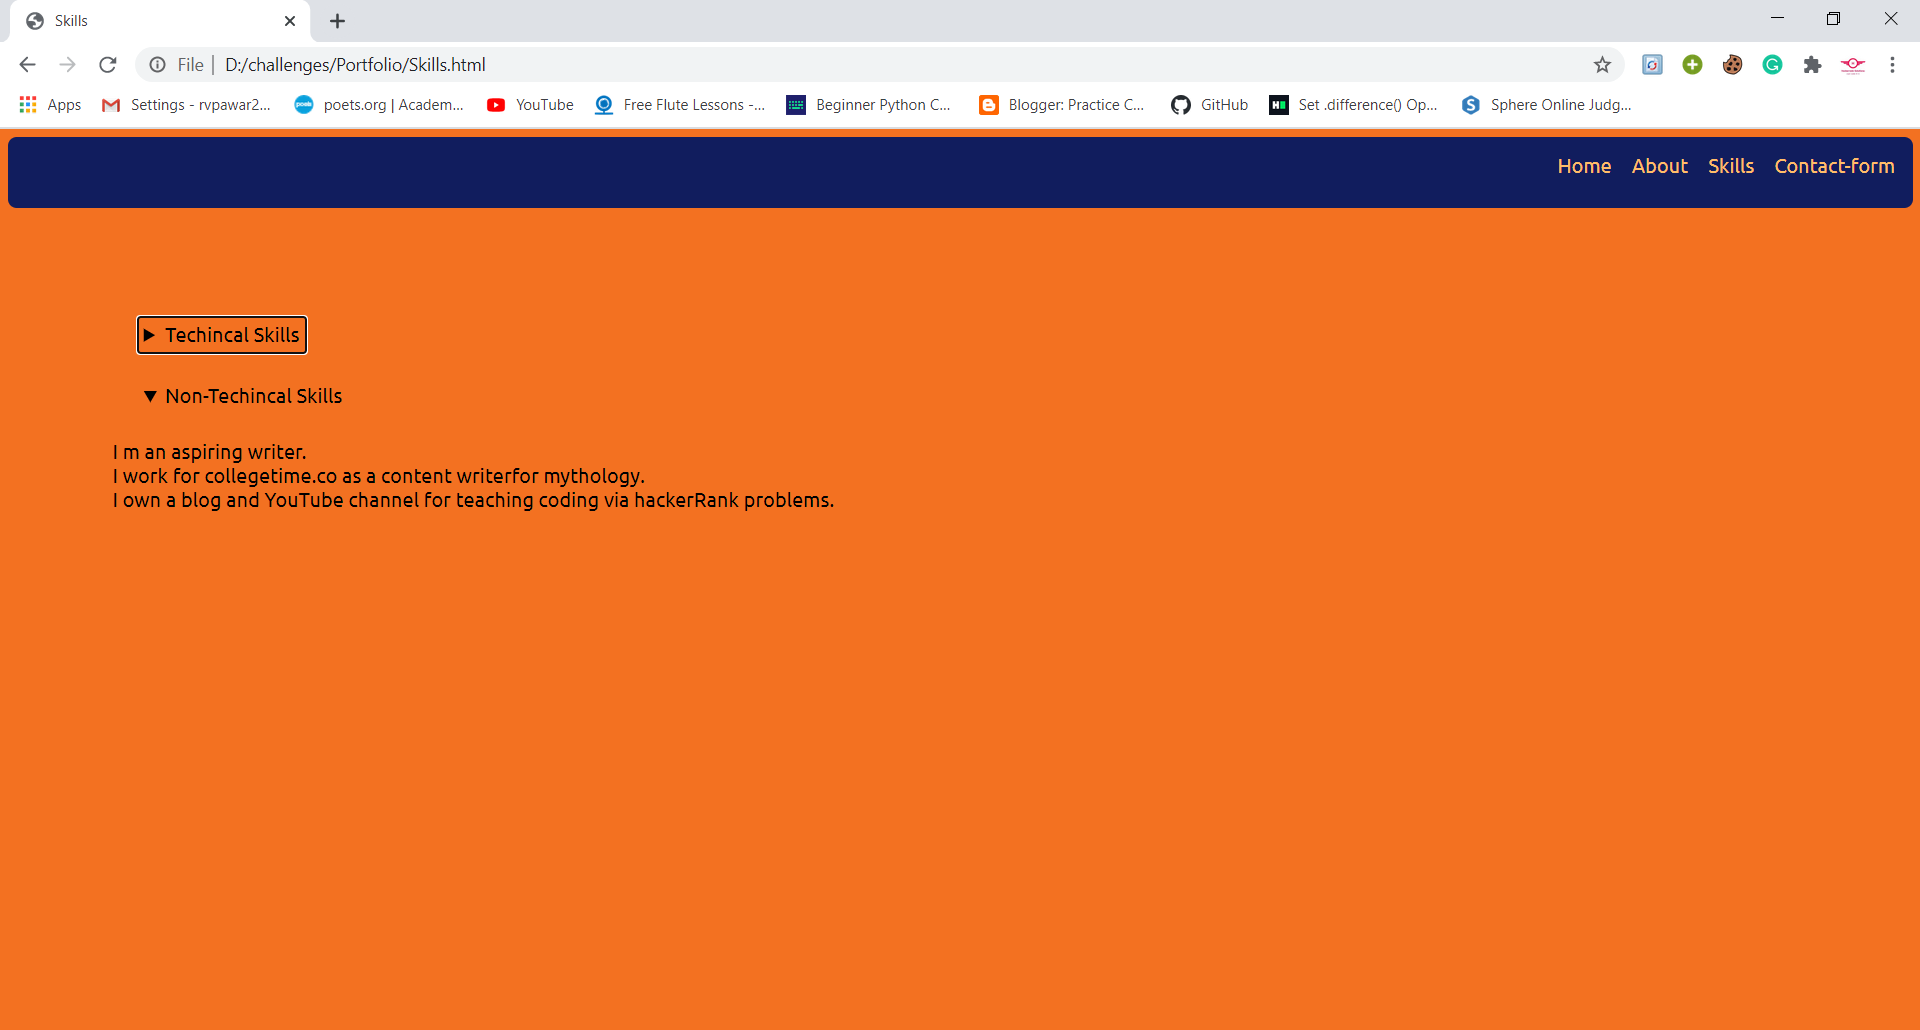 Skills
File | D:/challenges/Portfolio/Skills.html
Apps Settings - rvpawar2... poets.org | Academ... YouTube Free Flute Lessons -... Beginner Python C... Blogger: Practice C... GitHub Set .difference() Op... Sphere Online Judg...
Home About Skills Contact-form
Techincal Skills
Non-Techincal Skills
I m an aspiring writer.
I work for collegetime.co as a content writerfor mythology.
I own a blog and YouTube channel for teaching coding via hackerRank problems.